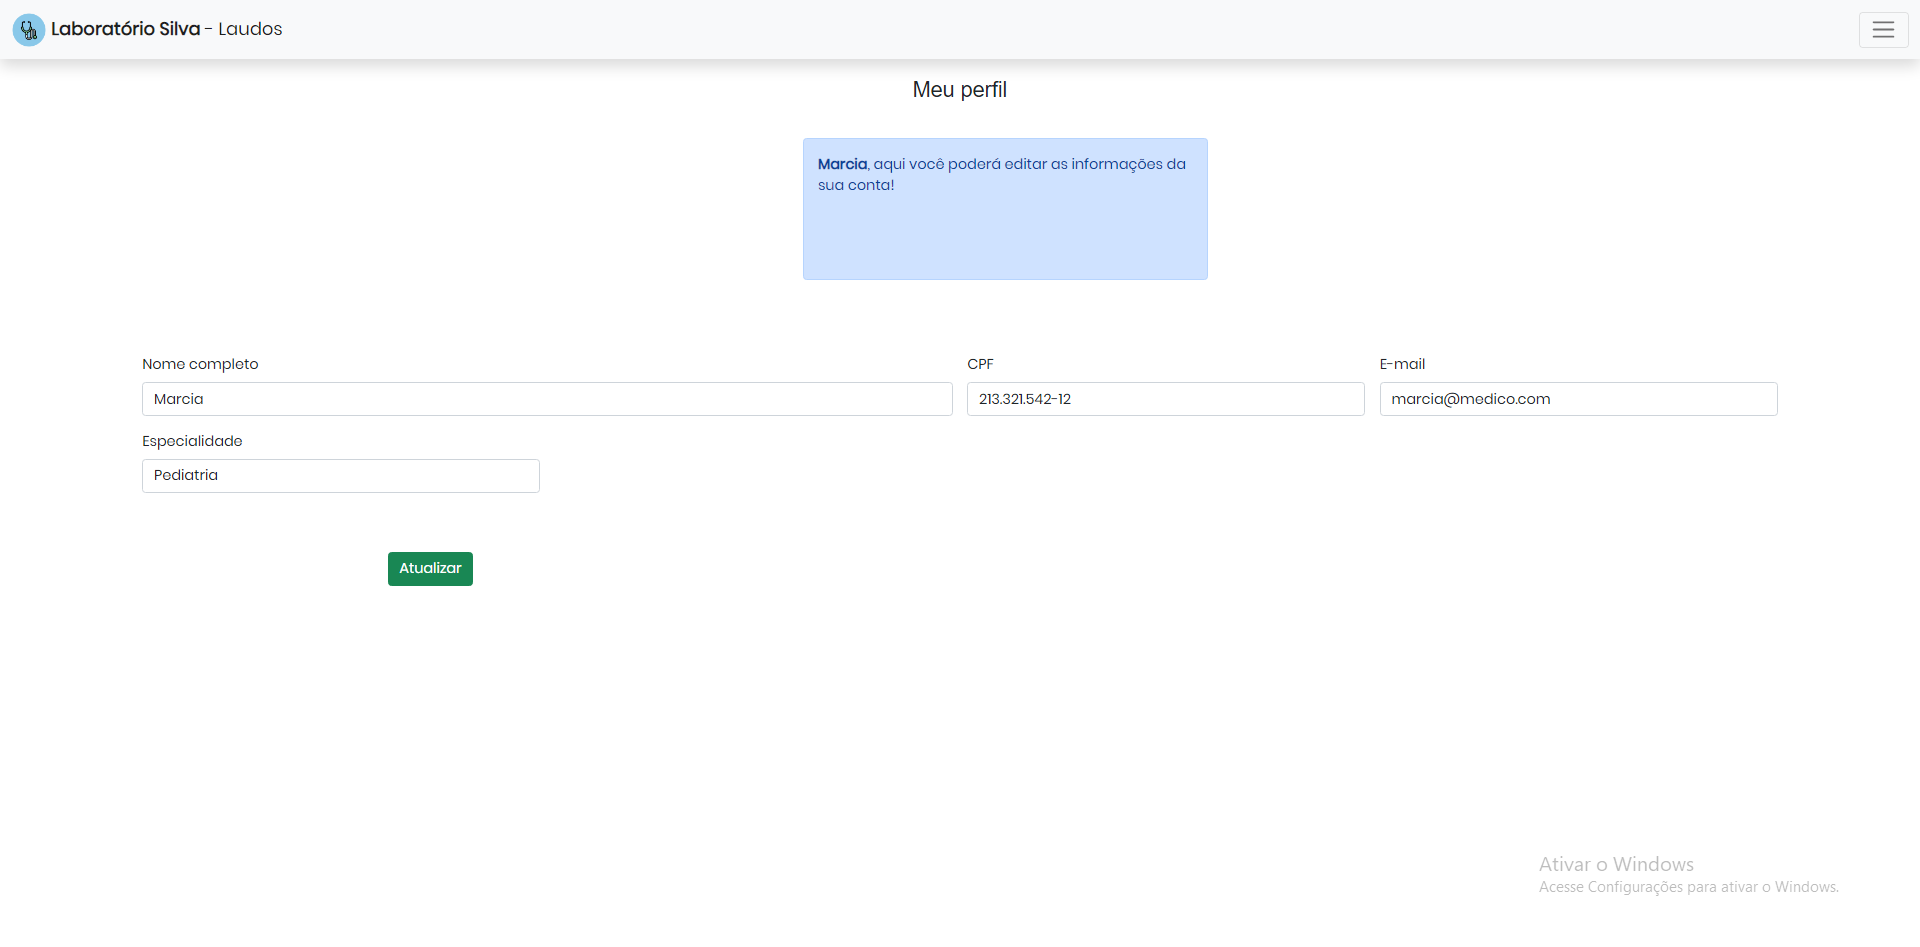 Laboratório Silva - Laudos
Meu perfil
Marcia, aqui você poderá editar as informações da
sua conta!
Nome completo
CPF
E-mail
Marcia
213.321.542-12
marcia@medico.com
Especialidade
Pediatria
Atualizar
Ativar o Windows
Acesse Configurações para ativar o Windows.